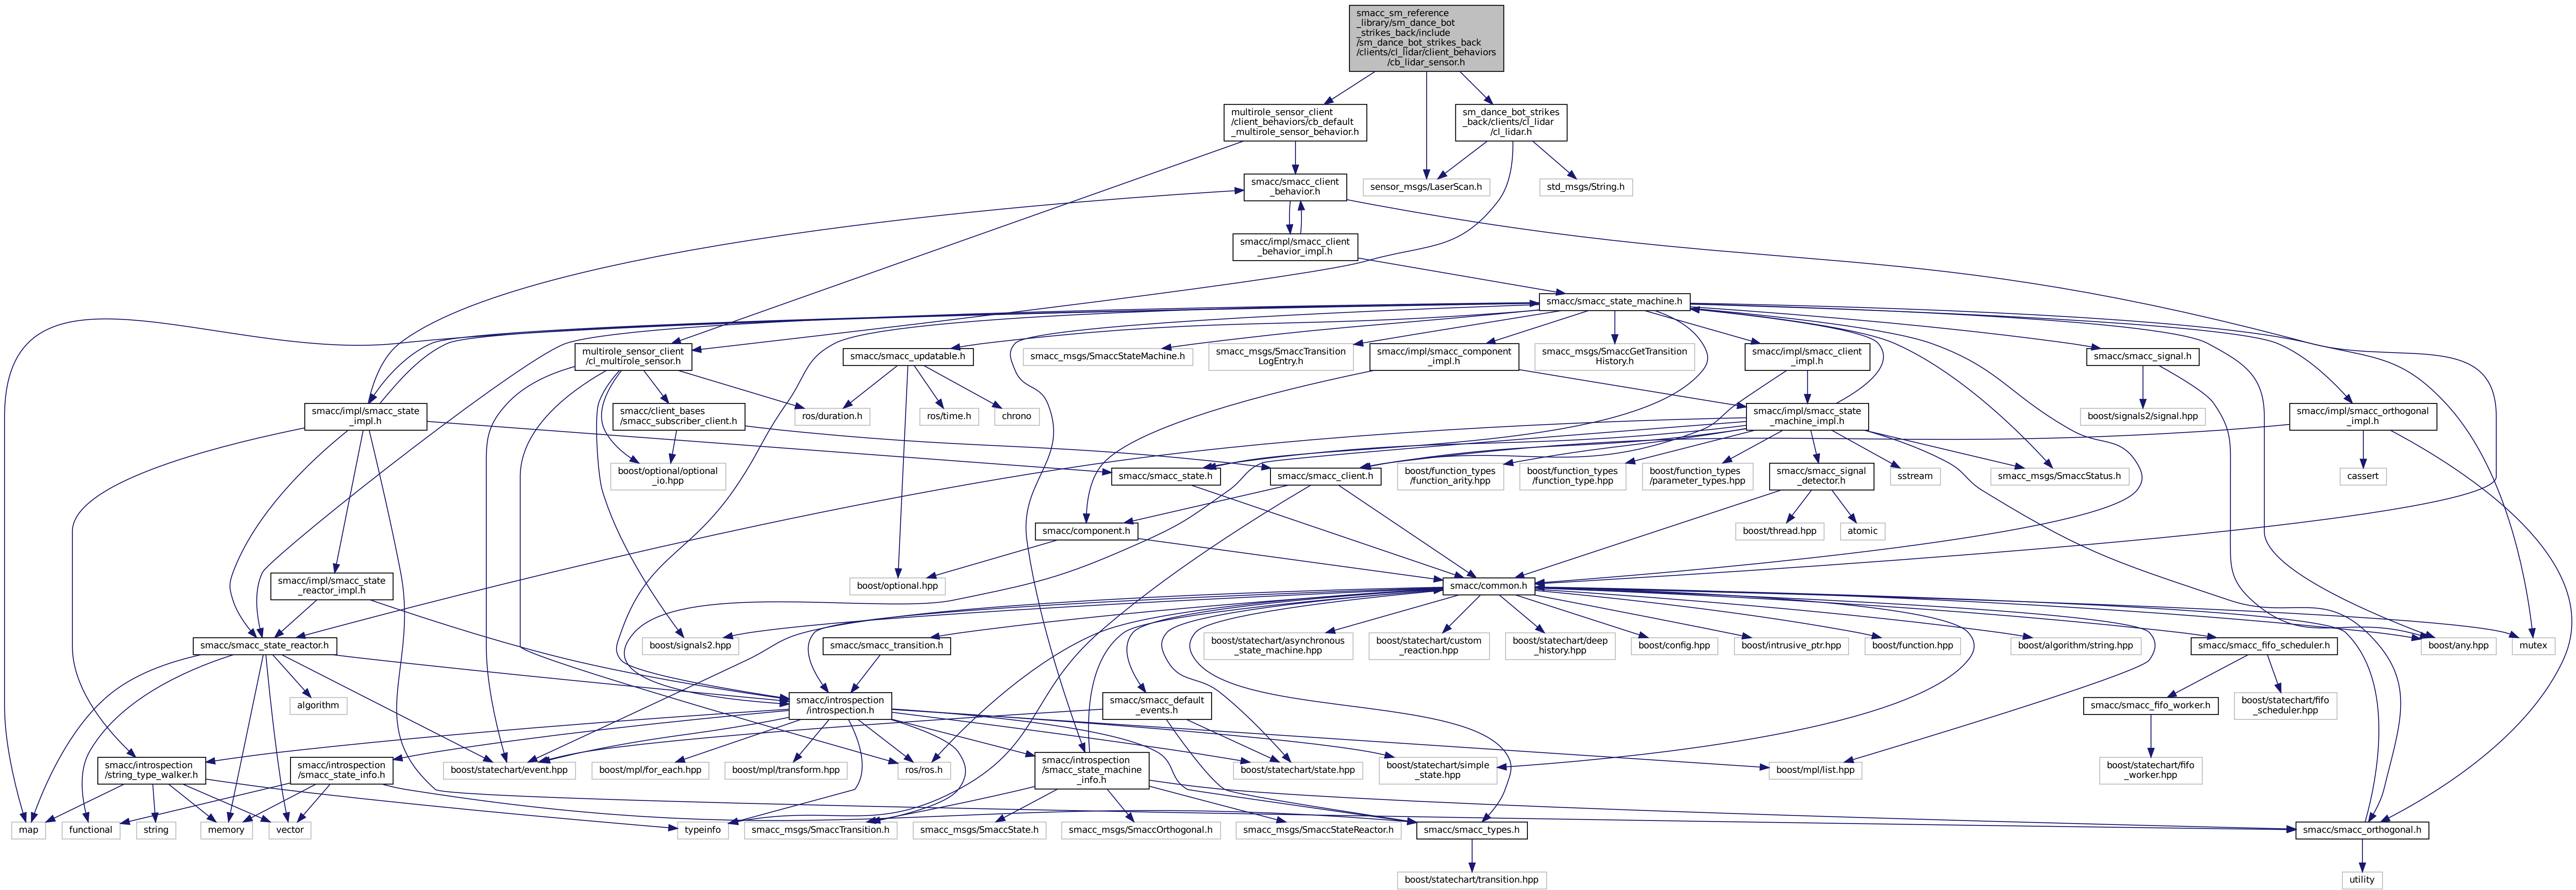 smacc_sm_reference
_library/sm_dance_bot
_strikes_back/include
/sm_dance_bot_strikes_back
/clients/cl_lidar/client_behaviors
/cb_lidar_sensor.h
multirole_sensor_client
/client_behaviors/cb_default
_multirole_sensor_behavior.h
sm_dance_bot_strikes
_back/clients/cl_lidar
/cl_lidar.h
smacc/smacc_client
_behavior.h
sensor_msgs/LaserScan.h
std_msgs/String.h
smacc/impl/smacc_client
_behavior_impl.h
smacc/smacc_state_machine.h
multirole_sensor_client
/cl_multirole_sensor.h
smacc/smacc_updatable.h
smacc_msgs/SmaccStateMachine.h
smacc_msgs/SmaccTransition
LogEntry.h
smacc/impl/smacc_component
_impl.h
smacc_msgs/SmaccGetTransition
History.h
smacc/impl/smacc_client
_impl.h
smacc/smacc_signal.h
smacc/impl/smacc_state
_impl.h
smacc/client_bases
/smacc_subscriber_client.h
ros/duration.h
ros/time.h
chrono
smacc/impl/smacc_state
_machine_impl.h
boost/signals2/signal.hpp
smacc/impl/smacc_orthogonal
_impl.h
boost/optional/optional
_io.hpp
smacc/smacc_state.h
smacc/smacc_client.h
boost/function_types
/function_arity.hpp
boost/function_types
/function_type.hpp
boost/function_types
/parameter_types.hpp
smacc/smacc_signal
_detector.h
sstream
smacc_msgs/SmaccStatus.h
cassert
smacc/component.h
boost/thread.hpp
atomic
smacc/impl/smacc_state
_reactor_impl.h
boost/optional.hpp
smacc/common.h
smacc/smacc_state_reactor.h
boost/signals2.hpp
smacc/smacc_transition.h
boost/statechart/asynchronous
_state_machine.hpp
boost/statechart/custom
_reaction.hpp
boost/statechart/deep
_history.hpp
boost/config.hpp
boost/intrusive_ptr.hpp
boost/function.hpp
boost/algorithm/string.hpp
smacc/smacc_fifo_scheduler.h
boost/any.hpp
mutex
algorithm
smacc/introspection
/introspection.h
smacc/smacc_default
_events.h
smacc/smacc_fifo_worker.h
boost/statechart/fifo
_scheduler.hpp
smacc/introspection
/string_type_walker.h
smacc/introspection
/smacc_state_info.h
boost/statechart/event.hpp
boost/mpl/for_each.hpp
boost/mpl/transform.hpp
ros/ros.h
smacc/introspection
/smacc_state_machine
_info.h
boost/statechart/state.hpp
boost/statechart/simple
_state.hpp
boost/mpl/list.hpp
boost/statechart/fifo
_worker.hpp
map
functional
string
memory
vector
typeinfo
smacc_msgs/SmaccTransition.h
smacc_msgs/SmaccState.h
smacc_msgs/SmaccOrthogonal.h
smacc_msgs/SmaccStateReactor.h
smacc/smacc_types.h
smacc/smacc_orthogonal.h
boost/statechart/transition.hpp
utility